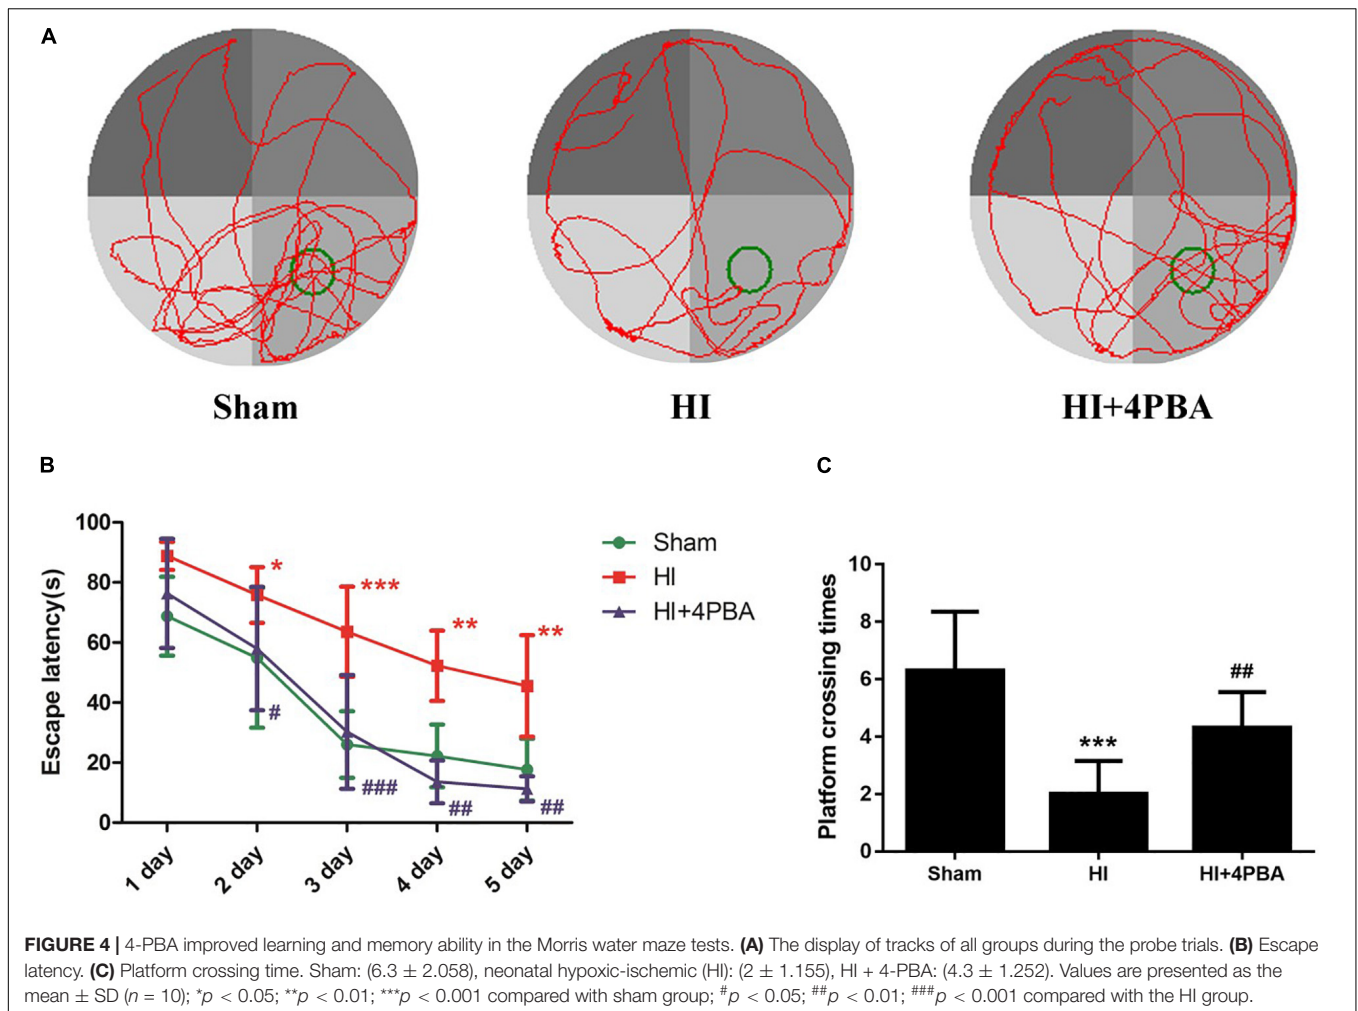 A
Sham
HI
HI+4PBA
B
Escape latency(s)
100
80
60
40
20
0
1 day
2 day
3 day
4 day
5 day
*
***
**
**
#
###
##
##
Sham
HI
HI+4PBA
C
Platform crossing times
10
8
6
4
2
0
***
##
Sham
HI
HI+4PBA
FIGURE 4 | 4-PBA improved learning and memory ability in the Morris water maze tests. (A) The display of tracks of all groups during the probe trials. (B) Escape
latency. (C) Platform crossing time. Sham: (6.3 ± 2.058), neonatal hypoxic-ischemic (HI): (2 ± 1.155), HI + 4-PBA: (4.3 ± 1.252). Values are presented as the
mean ± SD (n = 10); *p < 0.05; **p < 0.01; ***p < 0.001 compared with sham group; #p < 0.05; ##p < 0.01; ###p < 0.001 compared with the HI group.